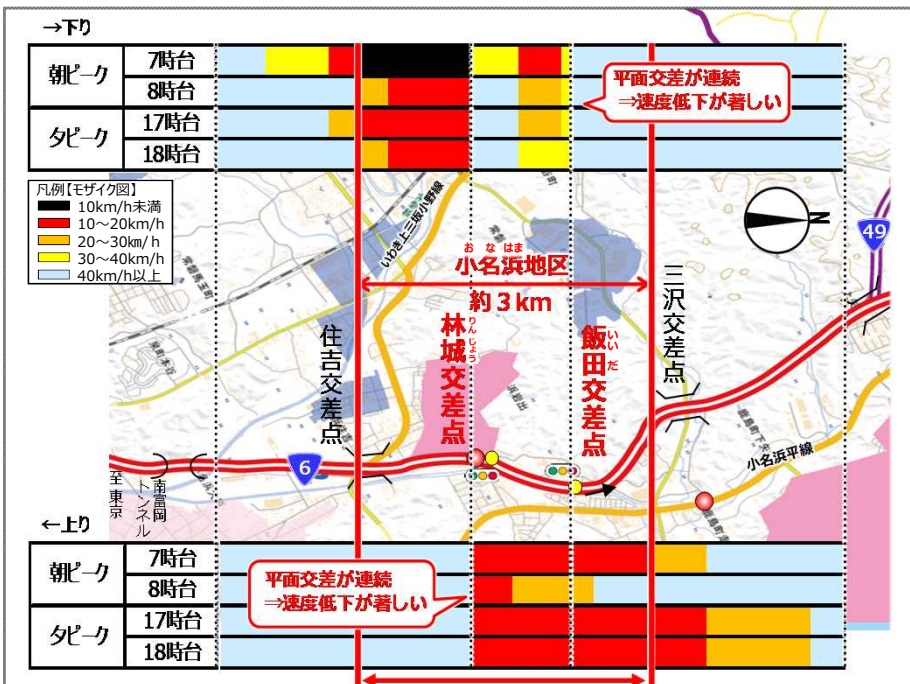 →下り
朝ピーク
7時台
8時台
夕ピーク
17時台
18時台
平面交差が連続
⇒速度低下が著しい
凡例【モザイク図】
10km/h未満
10～20km/h
20～30km/h
30～40km/h
40km/h以上
いわき上三坂小野線
N
49
おなはま
小名浜地区
約3km
住吉交差点
りんじょう
林城交差点
いいだ
飯田交差点
三沢交差点
6
小名浜平線
至 東京
南富岡
トンネル
←上り
朝ピーク
7時台
8時台
夕ピーク
17時台
18時台
平面交差が連続
⇒速度低下が著しい